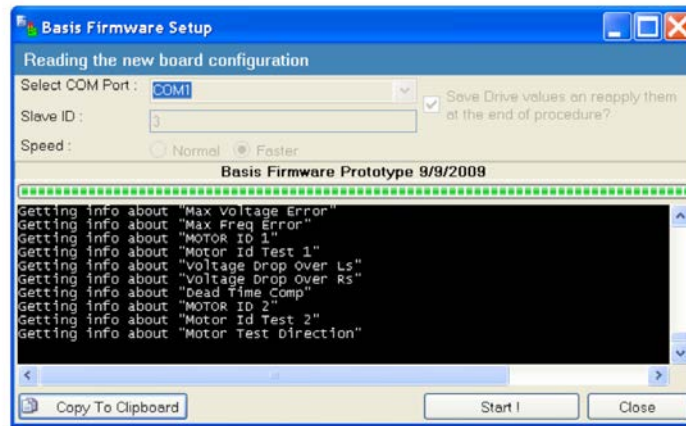 Basis Firmware Setup
Reading the new board configuration
Select COM Port :
COM1
Save Drive values an reapply them
at the end of procedure?
Slave ID :
3
Speed :
Normal
Faster
Basis Firmware Prototype 9/9/2009
Getting info about "Max Voltage Error"
Getting info about "Max Freq Error"
Getting info about "MOTOR ID 1"
Getting info about "Motor Id Test 1"
Getting info about "Voltage Drop Over Ls"
Getting info about "Voltage Drop Over Rs"
Getting info about "Dead Time Comp"
Getting info about "MOTOR ID 2"
Getting info about "Motor Id Test 2"
Getting info about "Motor Test Direction"
Copy To Clipboard
Start !
Close